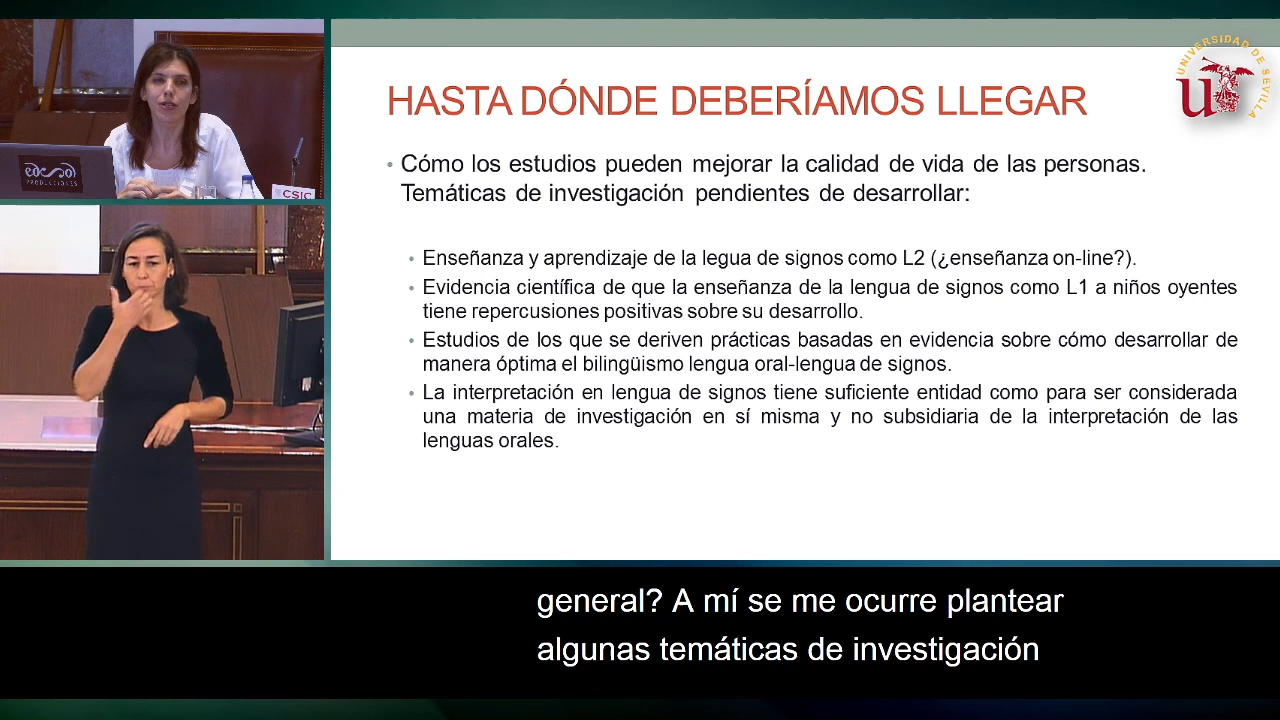 edcsol
PRODUCCIONES
CSIC
UNIVERSIDAD DE SEVILLA
HASTA DÓNDE DEBERÍAMOS LLEGAR
• Cómo los estudios pueden mejorar la calidad de vida de las personas.
Temáticas de investigación pendientes de desarrollar:
• Enseñanza y aprendizaje de la legua de signos como L2 (¿enseñanza on-line?).
• Evidencia científica de que la enseñanza de la lengua de signos como L1 a niños oyentes
tiene repercusiones positivas sobre su desarrollo.
• Estudios de los que se deriven prácticas basadas en evidencia sobre cómo desarrollar de
manera óptima el bilingüismo lengua oral-lengua de signos.
• La interpretación en lengua de signos tiene suficiente entidad como para ser considerada
una materia de investigación en sí misma y no subsidiaria de la interpretación de las
lenguas orales.
general? A mí se me ocurre plantear
algunas temáticas de investigación